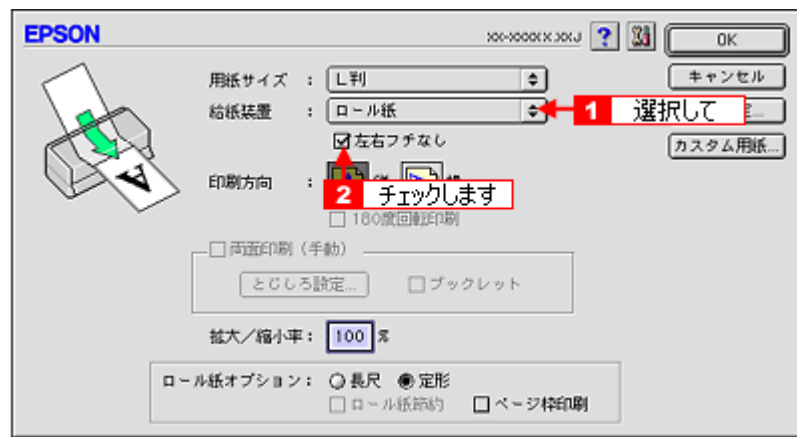 EPSON
XX-XXXXX X.XXJ ? OK
用紙サイズ : L判 キャンセル
給紙装置 : ロール紙 1 選択して
左右フチなし カスタム用紙...
A
印刷方向 :
2 チェックします
180度回転印刷
両面印刷 (手動)
とじしろ設定... ブックレット
拡大/縮小率: 100 %
ロール紙オプション: 長尺 定形
ロール紙節約 ページ枠印刷